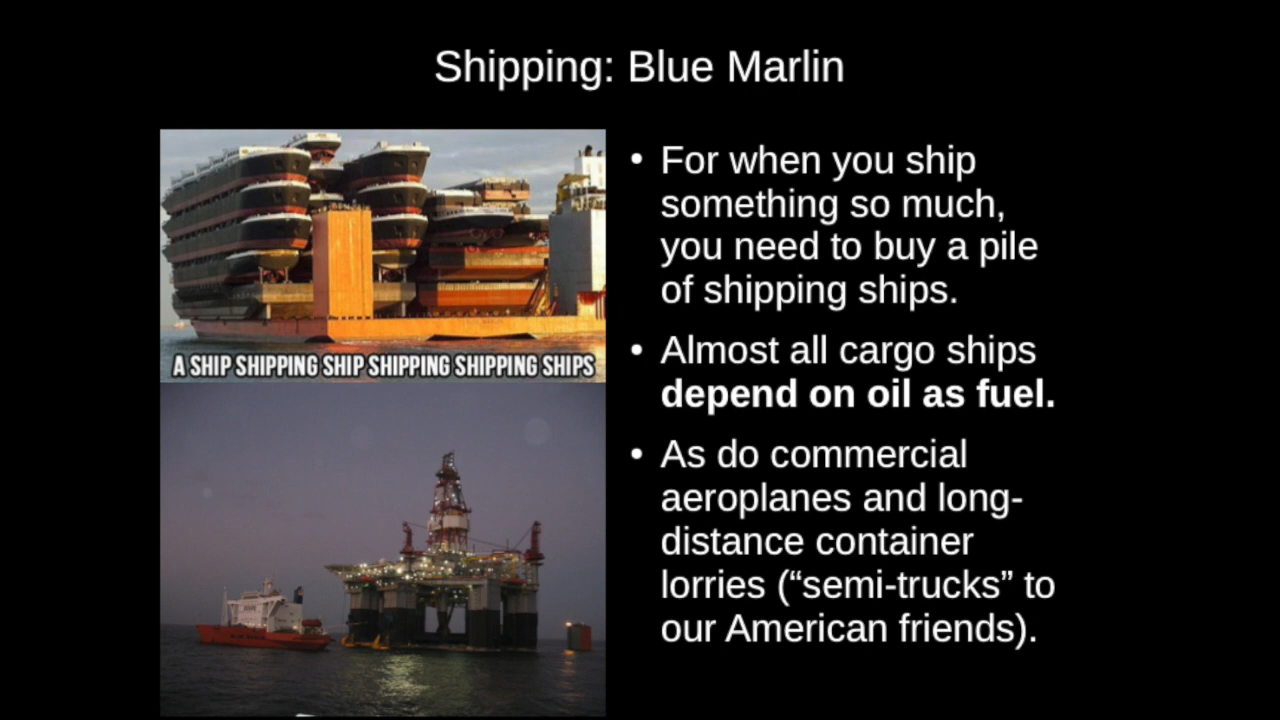 Shipping: Blue Marlin
A SHIP SHIPPING SHIP SHIPPING SHIPPING SHIPS
• For when you ship
something so much,
you need to buy a pile
of shipping ships.
• Almost all cargo ships
depend on oil as fuel.
• As do commercial
aeroplanes and long-
distance container
lorries (“semi-trucks” to
our American friends).